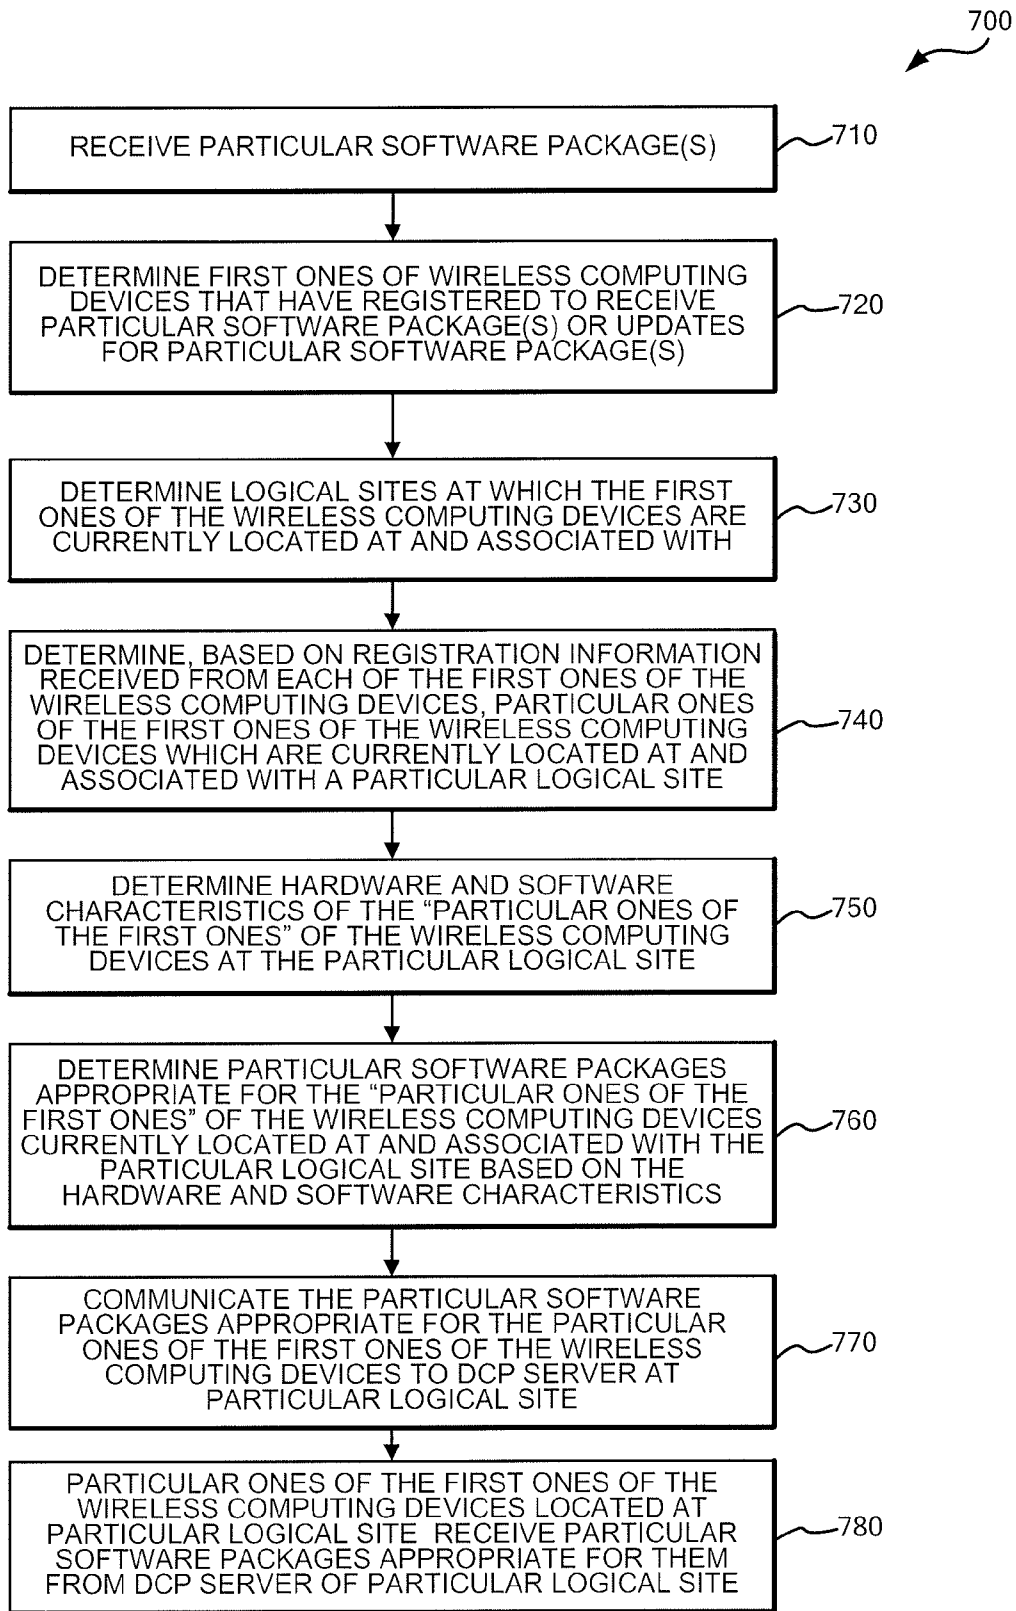 700
RECEIVE PARTICULAR SOFTWARE PACKAGE(S)
710
DETERMINE FIRST ONES OF WIRELESS COMPUTING
DEVICES THAT HAVE REGISTERED TO RECEIVE
PARTICULAR SOFTWARE PACKAGE(S) OR UPDATES
FOR PARTICULAR SOFTWARE PACKAGE(S)
720
DETERMINE LOGICAL SITES AT WHICH THE FIRST
ONES OF THE WIRELESS COMPUTING DEVICES ARE
CURRENTLY LOCATED AT AND ASSOCIATED WITH
730
DETERMINE, BASED ON REGISTRATION INFORMATION
RECEIVED FROM EACH OF THE FIRST ONES OF THE
WIRELESS COMPUTING DEVICES, PARTICULAR ONES
OF THE FIRST ONES OF THE WIRELESS COMPUTING
DEVICES WHICH ARE CURRENTLY LOCATED AT AND
ASSOCIATED WITH A PARTICULAR LOGICAL SITE
740
DETERMINE HARDWARE AND SOFTWARE
CHARACTERISTICS OF THE “PARTICULAR ONES OF
THE FIRST ONES” OF THE WIRELESS COMPUTING
DEVICES AT THE PARTICULAR LOGICAL SITE
750
DETERMINE PARTICULAR SOFTWARE PACKAGES
APPROPRIATE FOR THE “PARTICULAR ONES OF THE
FIRST ONES” OF THE WIRELESS COMPUTING DEVICES
CURRENTLY LOCATED AT AND ASSOCIATED WITH THE
PARTICULAR LOGICAL SITE BASED ON THE
HARDWARE AND SOFTWARE CHARACTERISTICS
760
COMMUNICATE THE PARTICULAR SOFTWARE
PACKAGES APPROPRIATE FOR THE PARTICULAR
ONES OF THE FIRST ONES OF THE WIRELESS
COMPUTING DEVICES TO DCP SERVER AT
PARTICULAR LOGICAL SITE
770
PARTICULAR ONES OF THE FIRST ONES OF THE
WIRELESS COMPUTING DEVICES LOCATED AT
PARTICULAR LOGICAL SITE RECEIVE PARTICULAR
SOFTWARE PACKAGES APPROPRIATE FOR THEM
FROM DCP SERVER OF PARTICULAR LOGICAL SITE
780